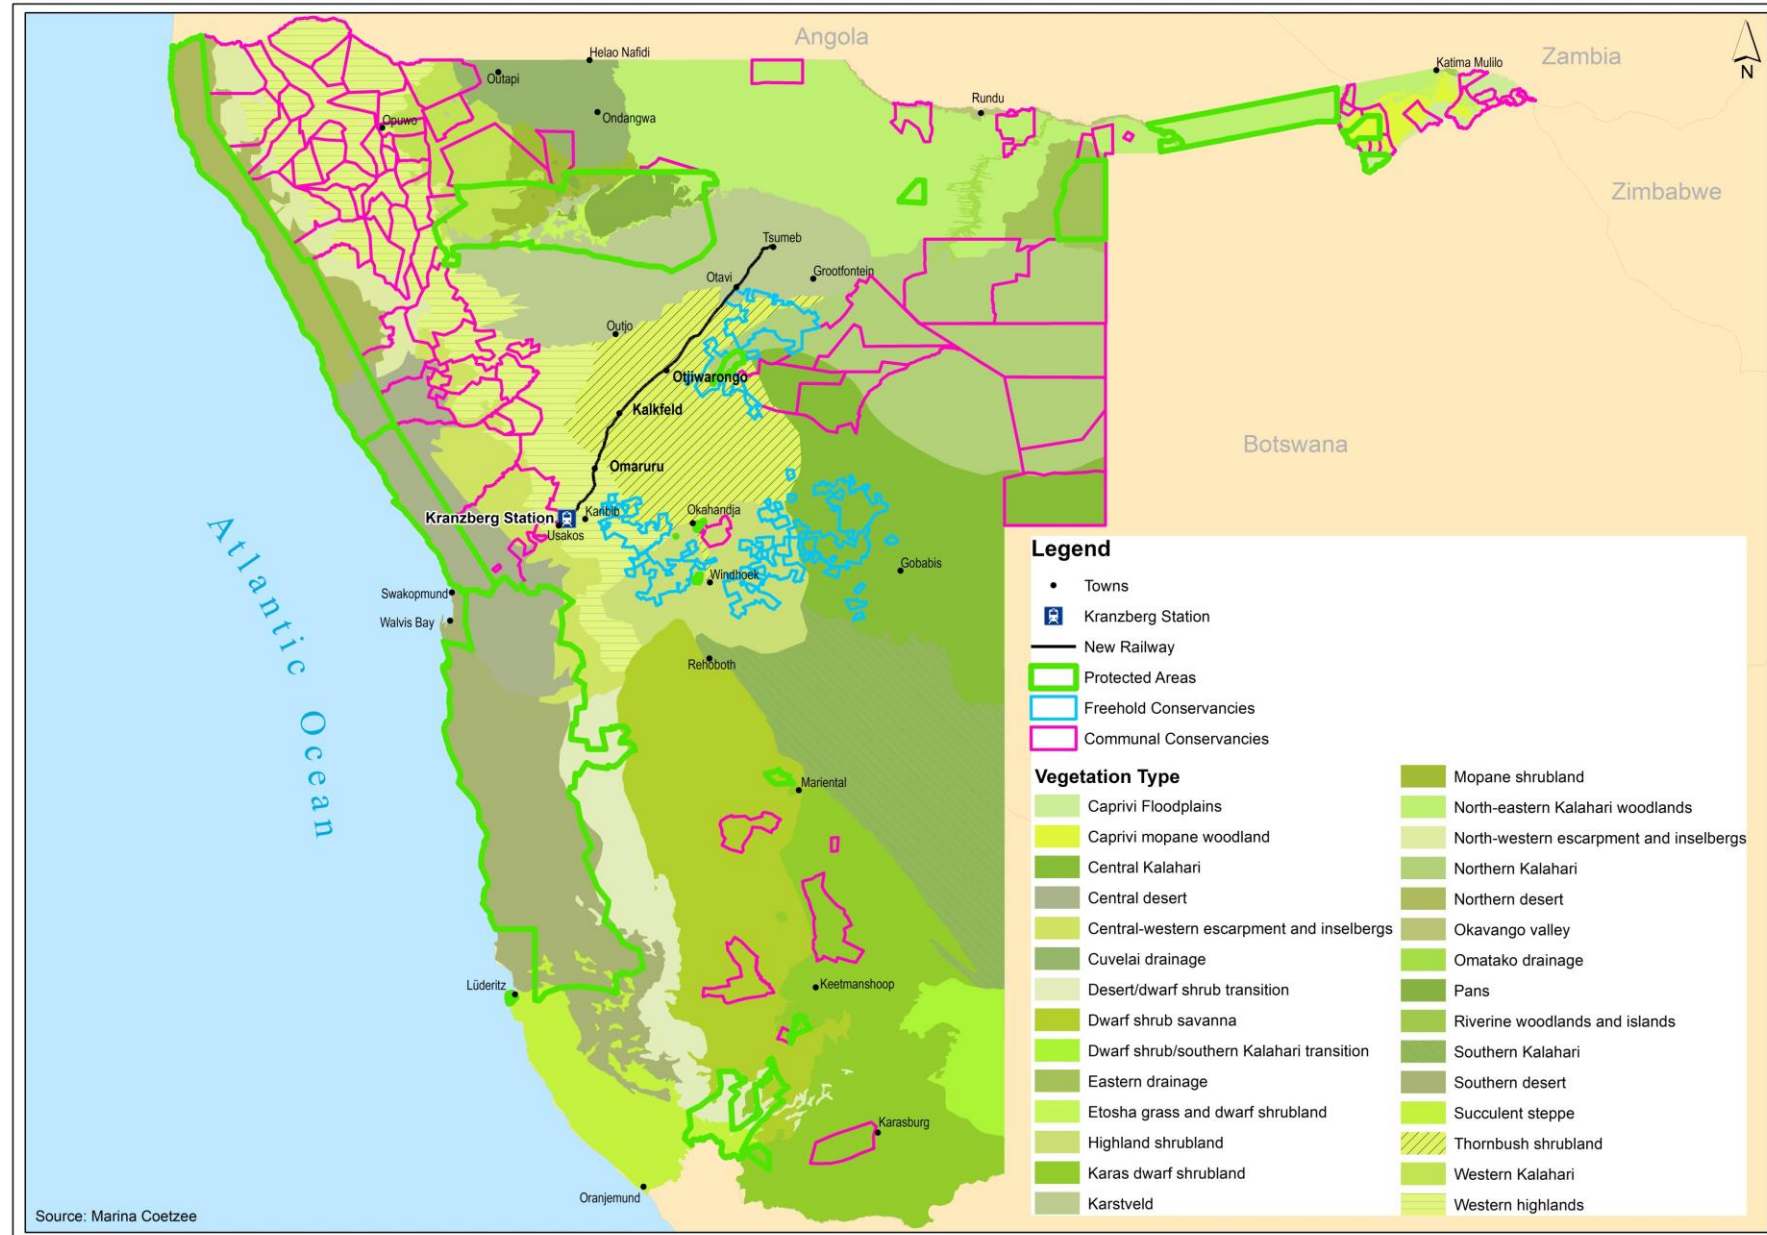 Angola
Zambia
N
Helao Nafidi
Outapi
Katima Mulilo
Ondangwa
Rundu
Opuwo
Zimbabwe
Tsumeb
Otavi
Grootfontein
Outjo
Otjiwarongo
Kalkfeld
Botswana
Omaruru
Kranzberg Station
Karibib
Okahandja
Usakos
Gobabis
Windhoek
Swakopmund
Walvis Bay
Atlantic Ocean
Rehoboth
Mariental
Lüderitz
Keetmanshoop
Karasburg
Oranjemund
Legend
Towns
Kranzberg Station
New Railway
Protected Areas
Freehold Conservancies
Communal Conservancies
Vegetation Type
Caprivi Floodplains
Caprivi mopane woodland
Central Kalahari
Central desert
Central-western escarpment and inselbergs
Cuvelai drainage
Desert/dwarf shrub transition
Dwarf shrub savanna
Dwarf shrub/southern Kalahari transition
Eastern drainage
Etosha grass and dwarf shrubland
Highland shrubland
Karas dwarf shrubland
Karstveld
Mopane shrubland
North-eastern Kalahari woodlands
North-western escarpment and inselbergs
Northern Kalahari
Northern desert
Okavango valley
Omatako drainage
Pans
Riverine woodlands and islands
Southern Kalahari
Southern desert
Succulent steppe
Thornbush shrubland
Western Kalahari
Western highlands
Source: Marina Coetzee